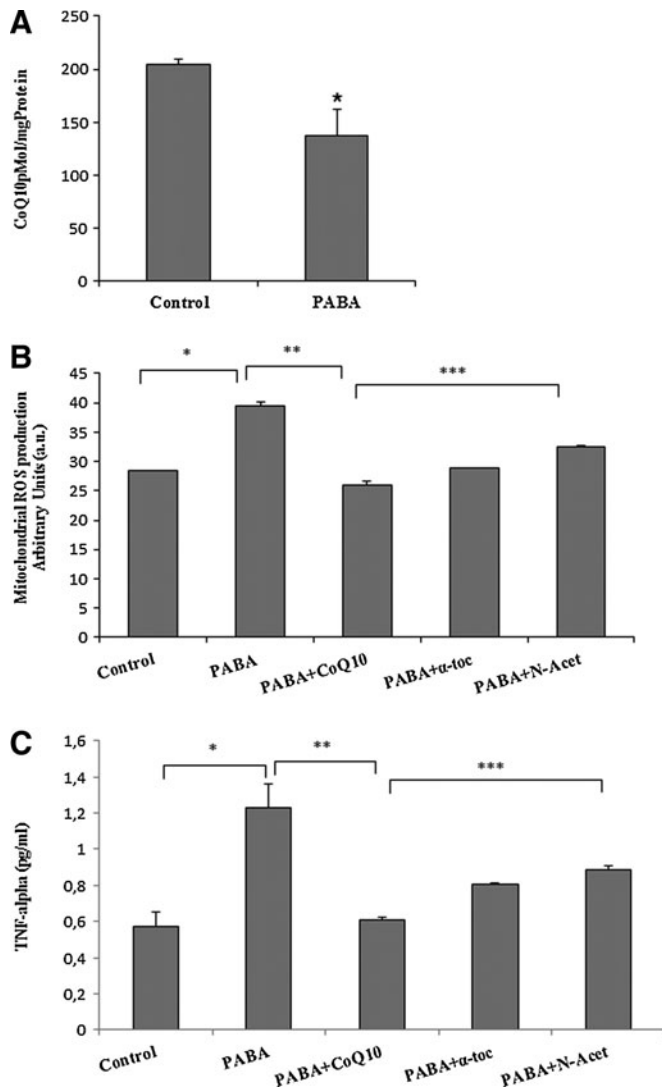 A
CoQ10pMol/mgProtein
250
200
150
100
50
0
*
Control PABA
B
Mitochondrial ROS production
Arbitrary Units (a.u.)
45
40
35
30
25
20
15
10
5
0
* ** ***
Control PABA PABA+CoQ10 PABA+α-toc PABA+N-Acet
C
TNF-alpha (pg/ml)
1,6
1,4
1,2
1
0,8
0,6
0,4
0,2
0
* ** ***
Control PABA PABA+CoQ10 PABA+α-toc PABA+N-Acet